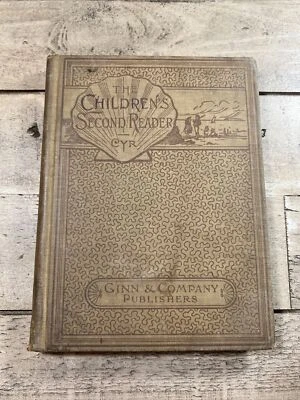 THE
CHILDREN'S
SECOND READER
CYR
GINN & COMPANY
PUBLISHERS